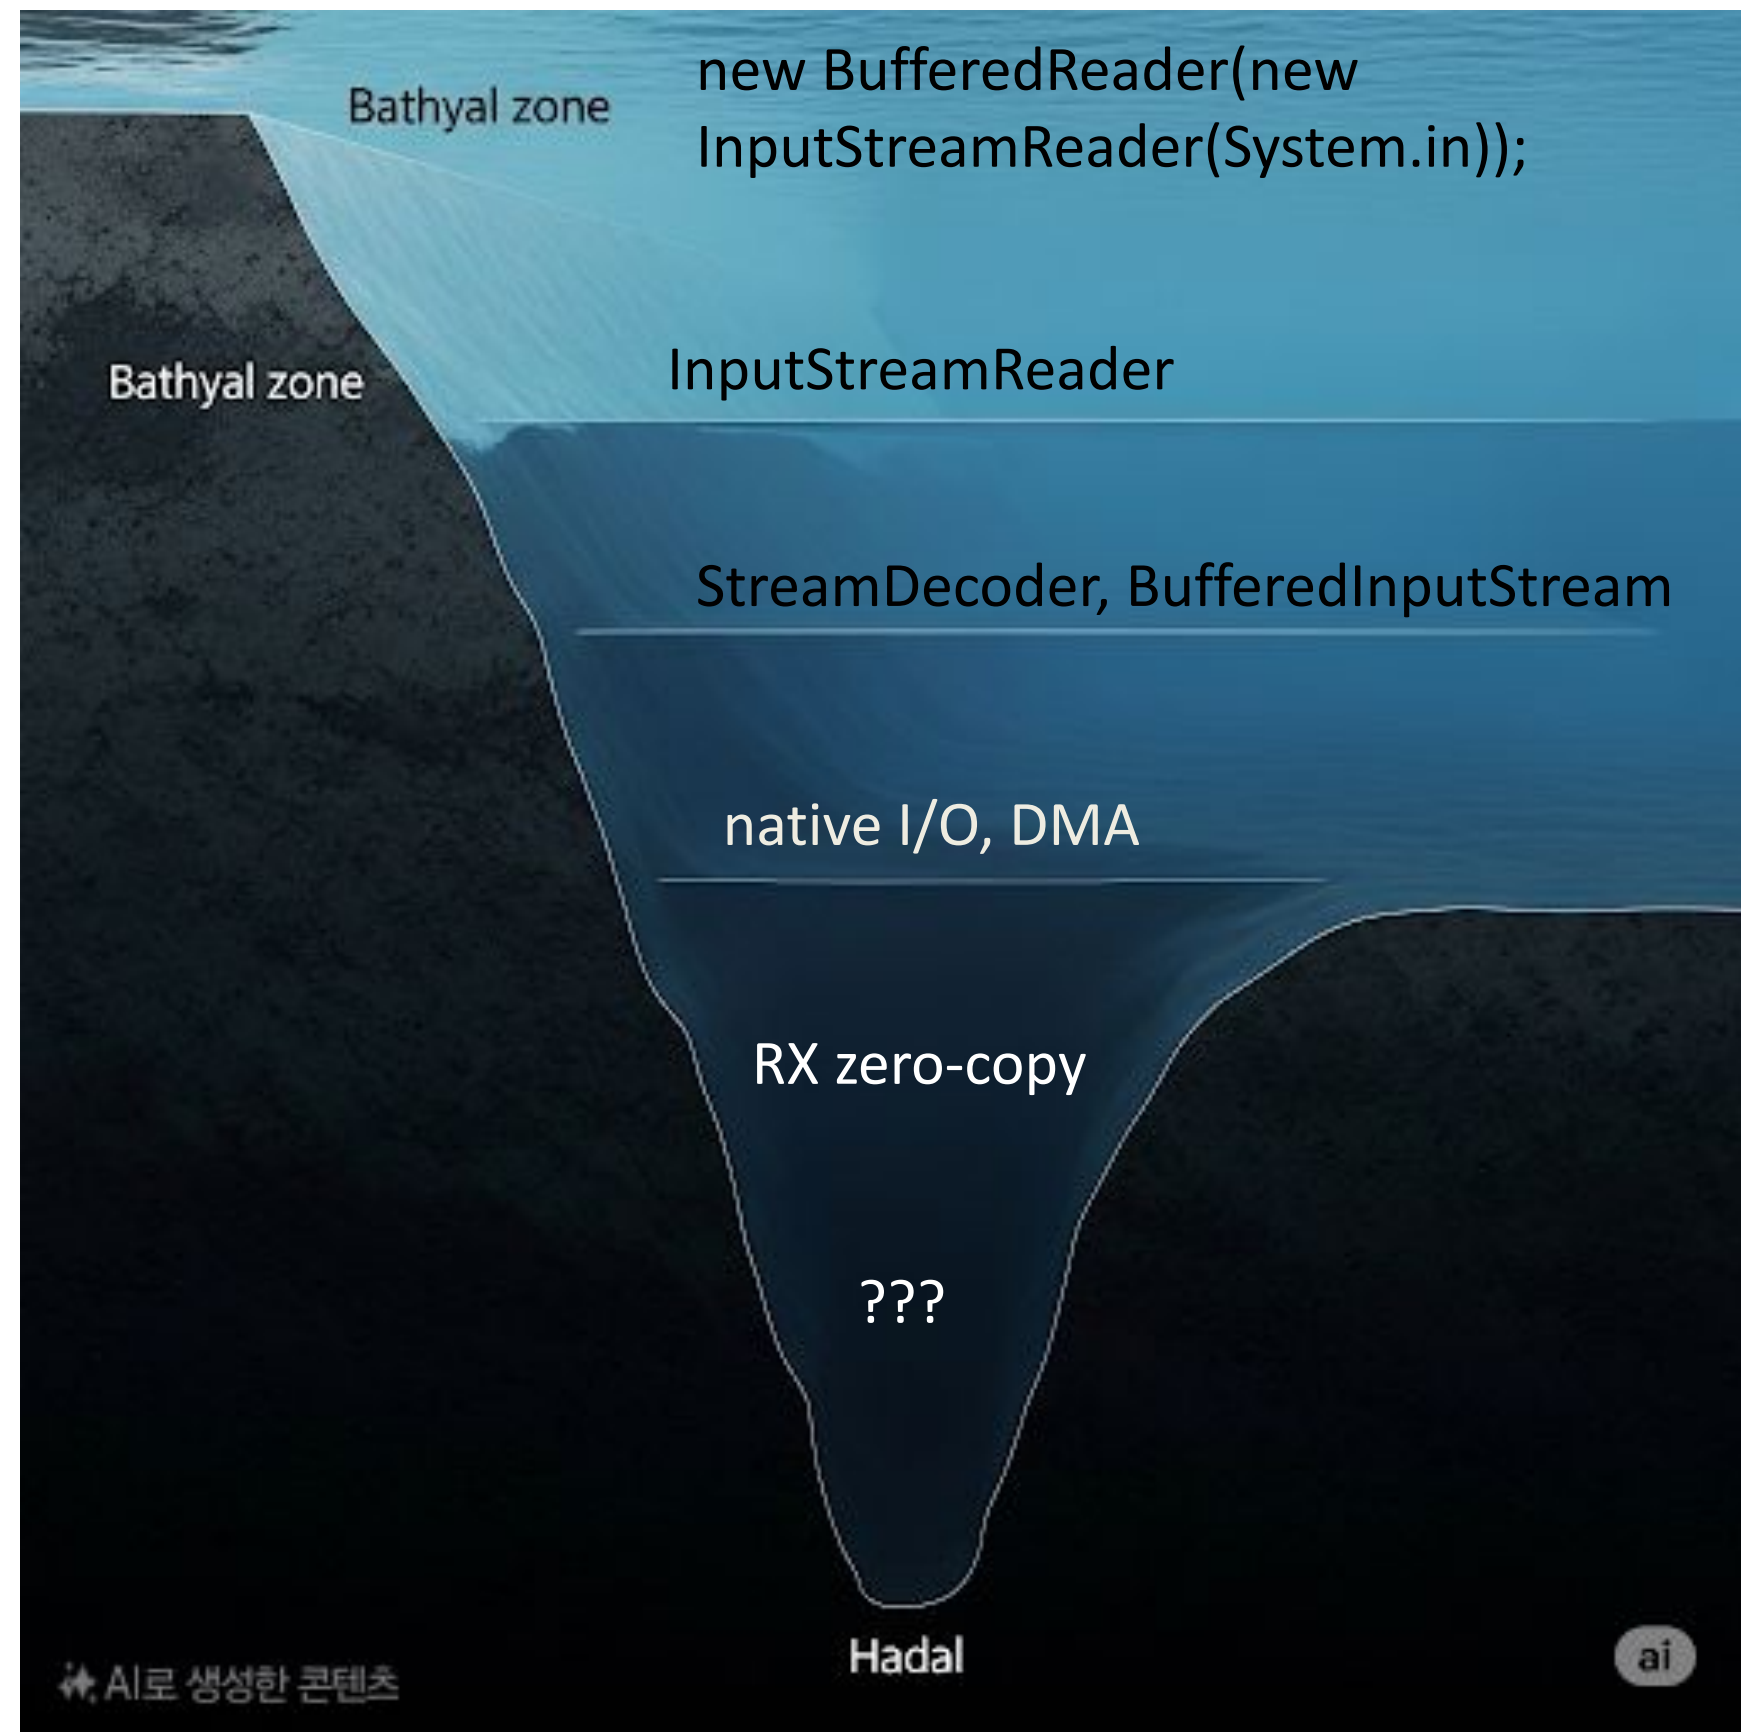 Bathyal zone
new BufferedReader(new
InputStreamReader(System.in));
Bathyal zone
InputStreamReader
StreamDecoder, BufferedInputStream
native I/O, DMA
RX zero-copy
???
Hadal
AI로 생성한 콘텐츠
ai